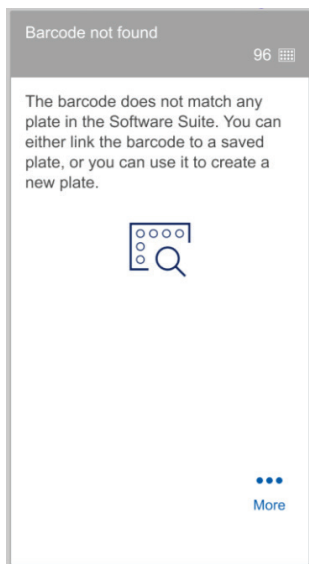 Barcode not found
96
The barcode does not match any
plate in the Software Suite. You can
either link the barcode to a saved
plate, or you can use it to create a
new plate.
More